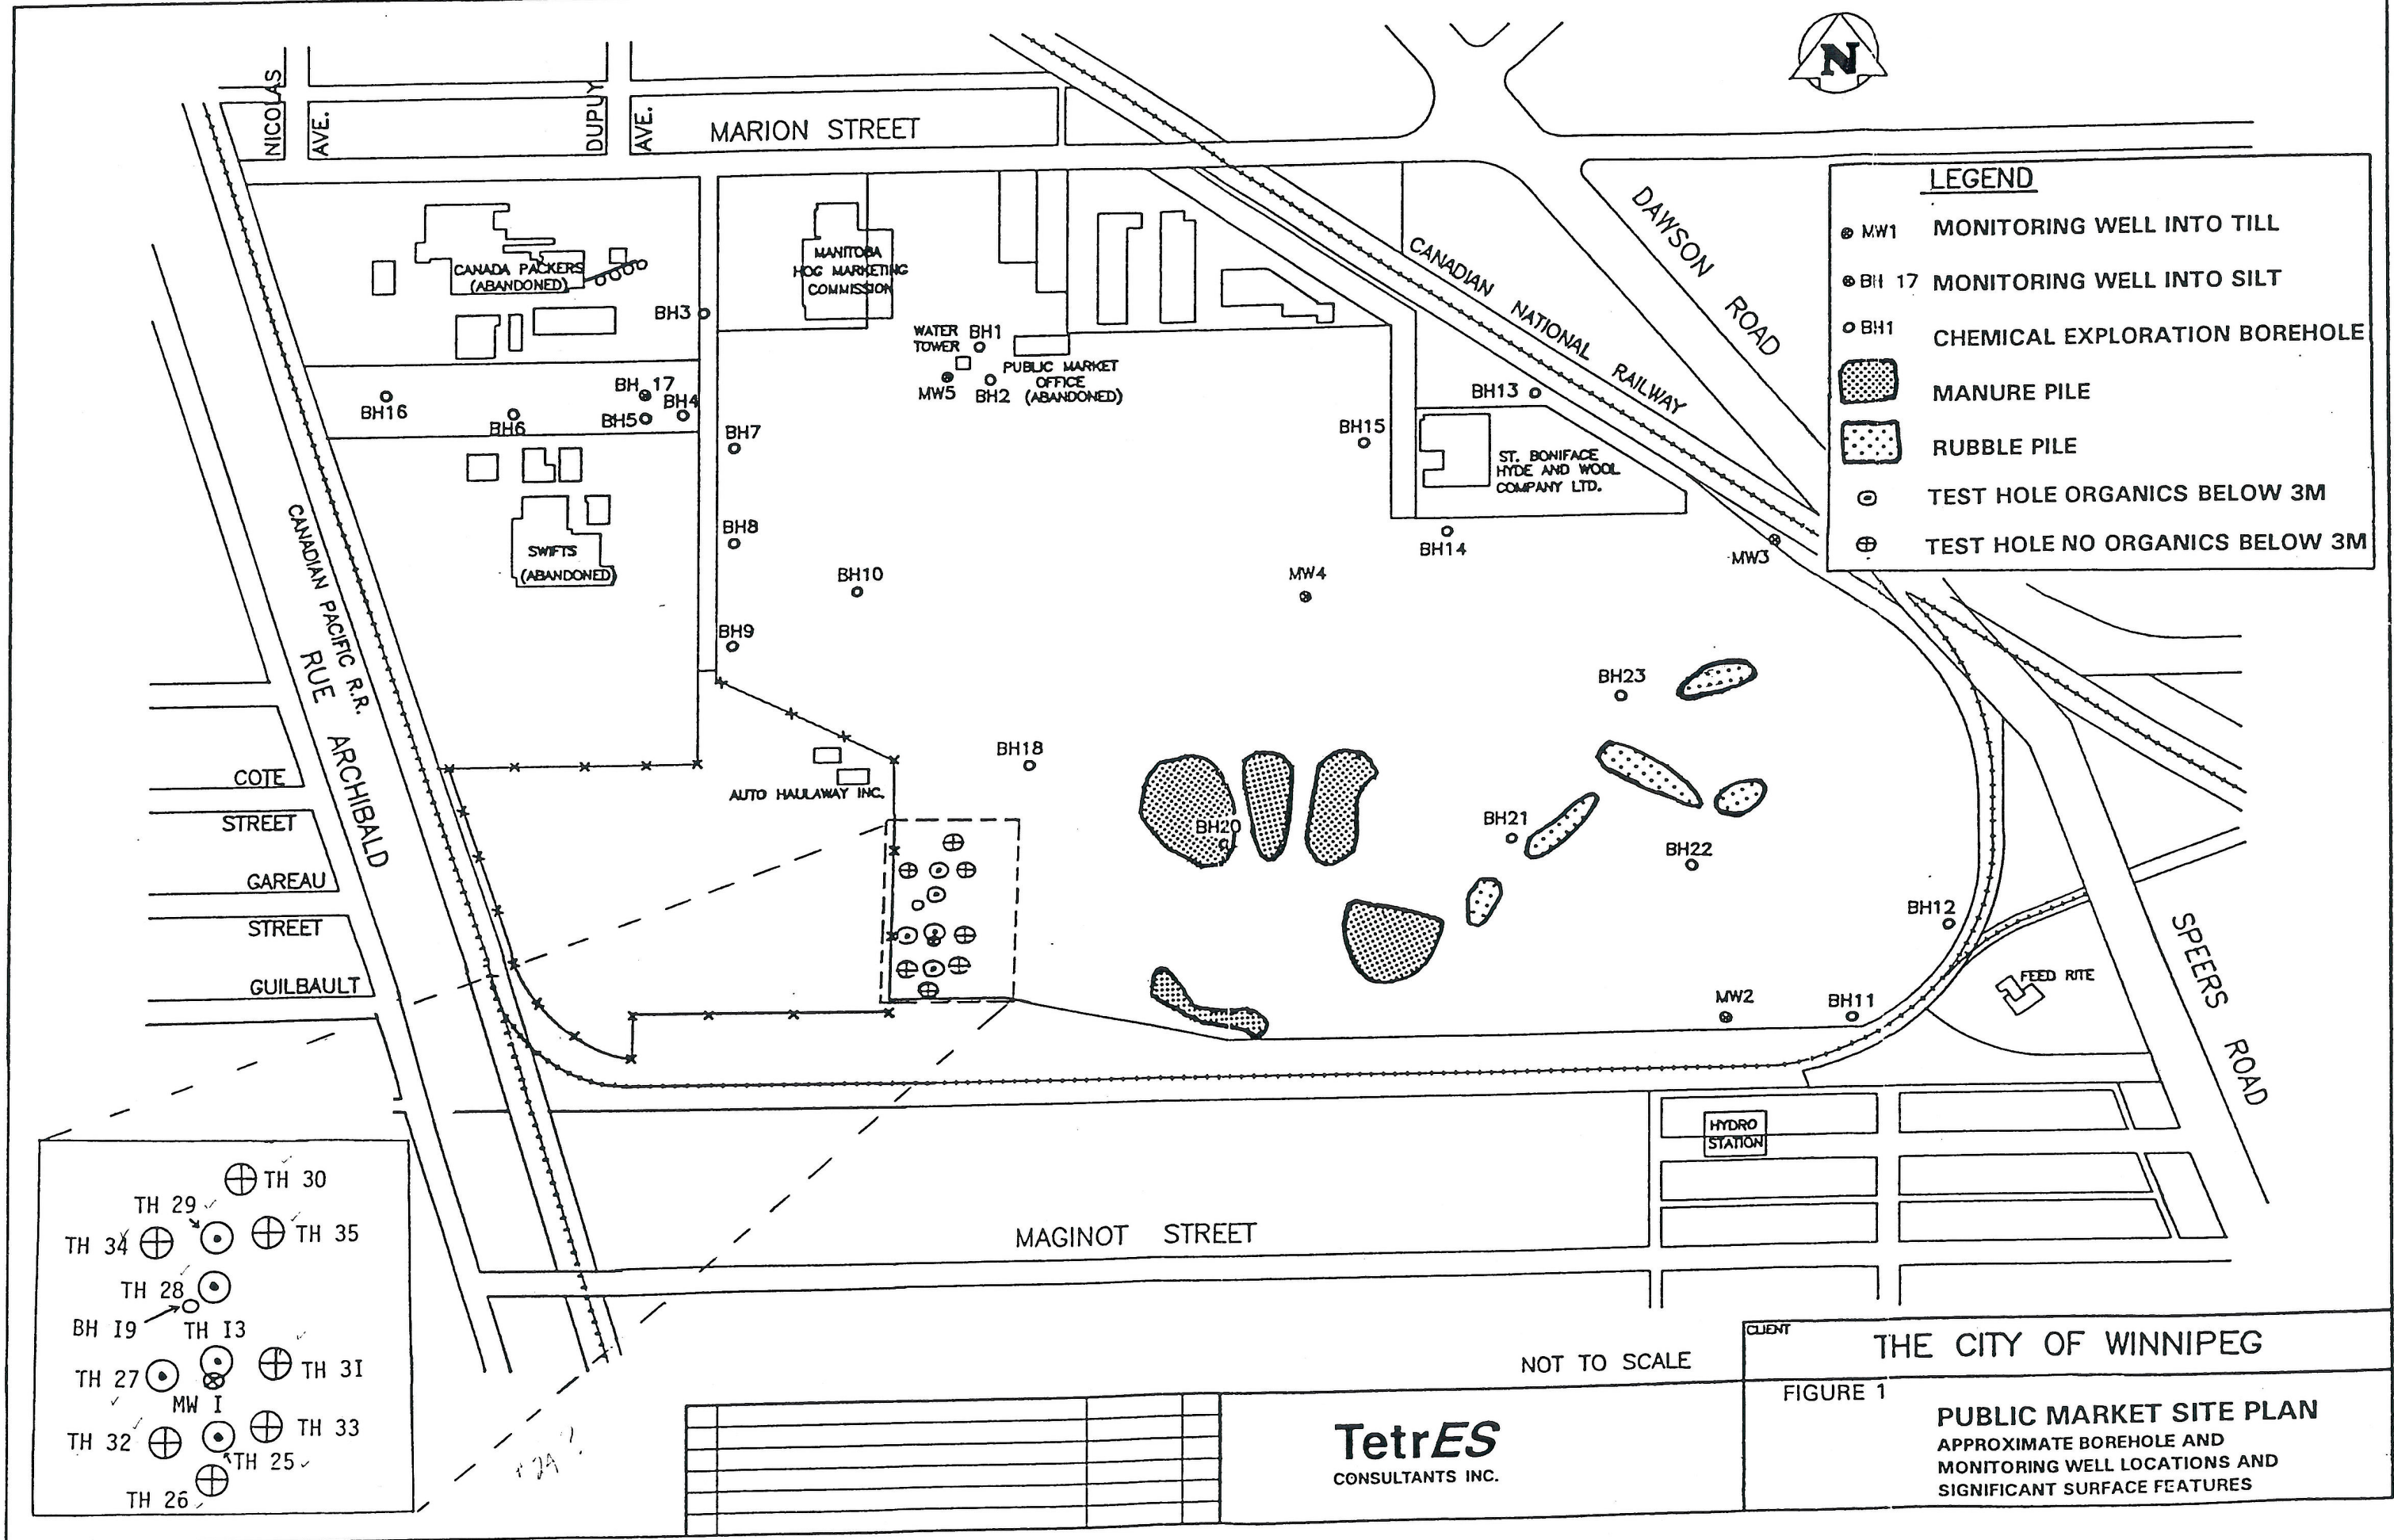 N
NICOLAS
AVE.
DUPUY
AVE.
MARION STREET
DAWSON ROAD
CANADIAN NATIONAL RAILWAY
LEGEND
MW1 MONITORING WELL INTO TILL
BH 17 MONITORING WELL INTO SILT
BH1 CHEMICAL EXPLORATION BOREHOLE
MANURE PILE
RUBBLE PILE
TEST HOLE ORGANICS BELOW 3M
TEST HOLE NO ORGANICS BELOW 3M
CANADA PACKERS
(ABANDONED)
MANITOBA
HOG MARKETING
COMMISSION
BH3
WATER
TOWER
BH1
PUBLIC MARKET
OFFICE
(ABANDONED)
MW5
BH2
BH16
BH6
BH 17
BH5
BH4
BH7
BH15
BH13
ST. BONIFACE
HYDE AND WOOL
COMPANY LTD.
BH14
MW3
SWIFTS
(ABANDONED)
BH8
BH10
MW4
BH9
CANADIAN PACIFIC R.R.
RUE ARCHIBALD
BH23
BH18
AUTO HAULAWAY INC.
BH20
BH21
BH22
BH12
COTE
STREET
GAREAU
STREET
GUILBAULT
MW2
BH11
FEED RITE
SPEERS ROAD
HYDRO
STATION
MAGINOT STREET
TH 30
TH 29
TH 34
TH 35
TH 28
BH I9
TH I3
TH 27
TH 3I
MW I
TH 32
TH 33
TH 25
TH 26
NOT TO SCALE
TetrES
CONSULTANTS INC.
CLIENT
THE CITY OF WINNIPEG
FIGURE 1
PUBLIC MARKET SITE PLAN
APPROXIMATE BOREHOLE AND
MONITORING WELL LOCATIONS AND
SIGNIFICANT SURFACE FEATURES